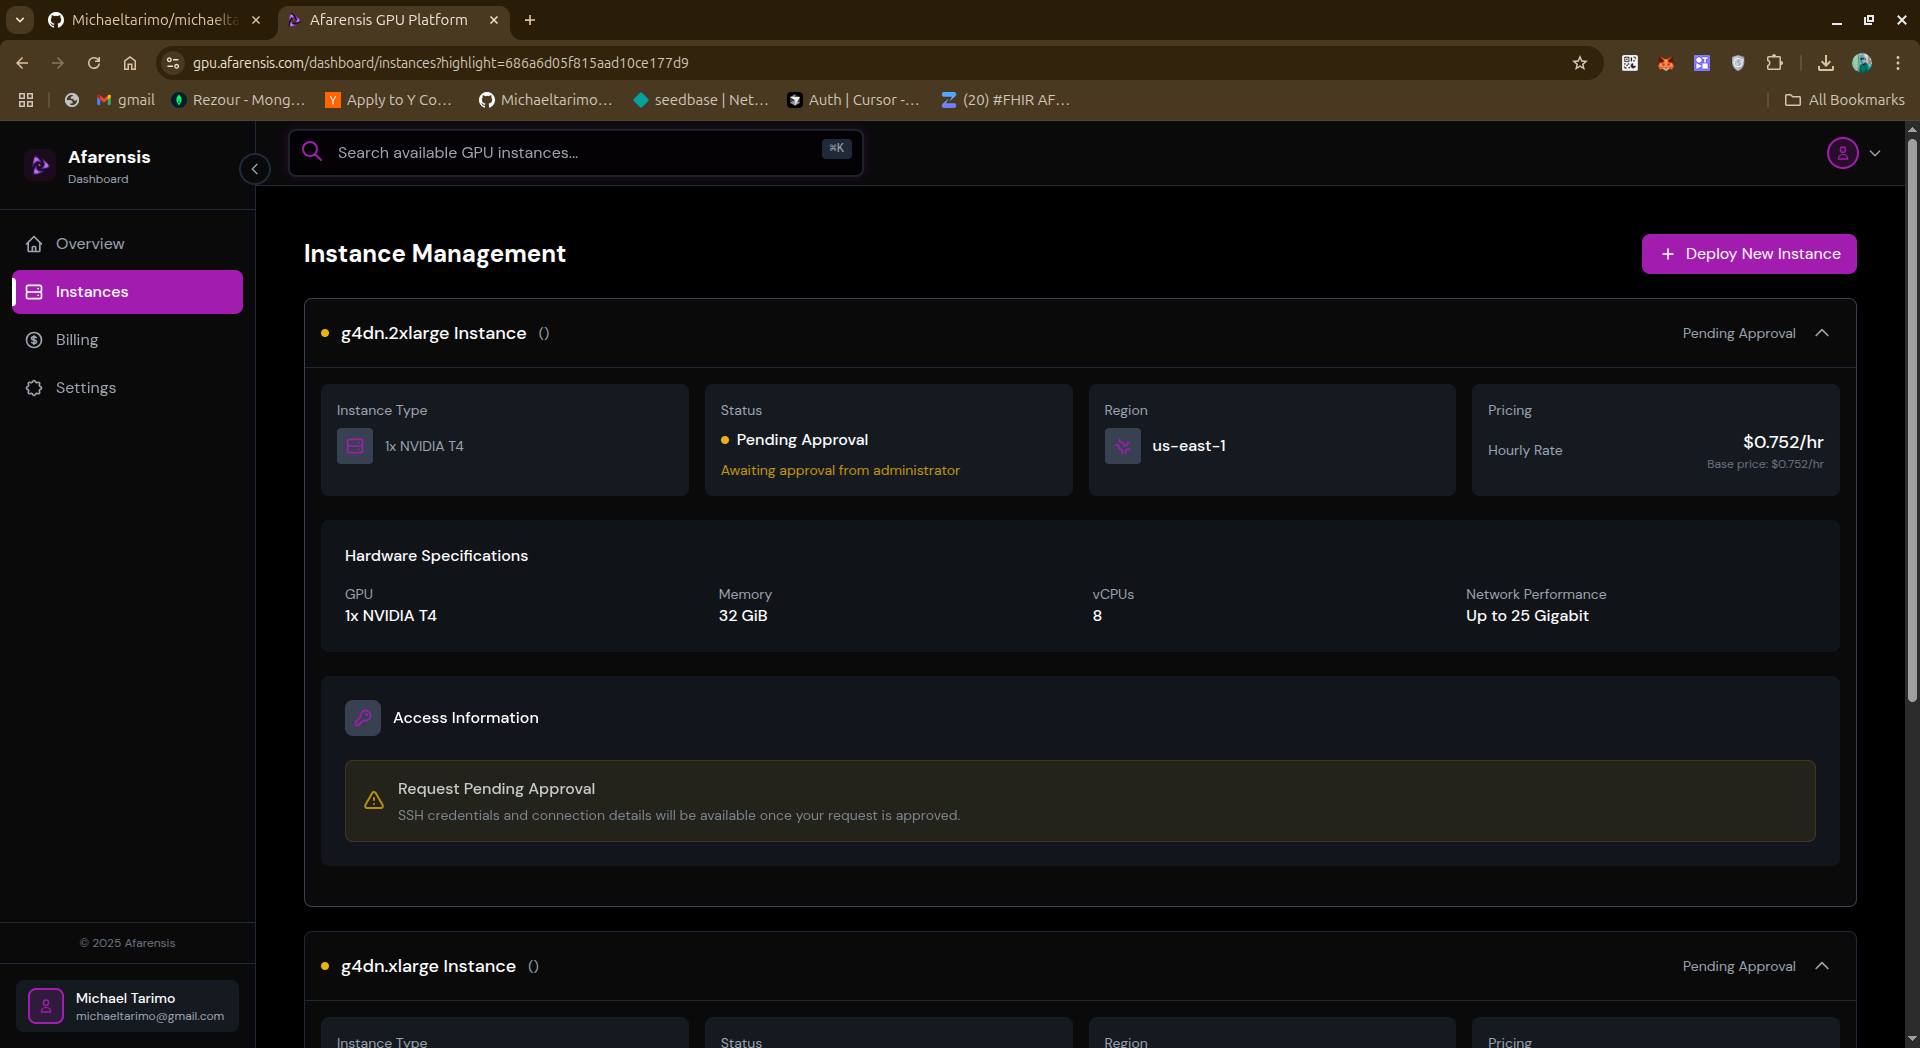 Michaeltarimo/michaelta
Afarensis GPU Platform
gpu.afarensis.com/dashboard/instances?highlight=686a6d05f815aad10ce177d9
gmail
Rezour - Mong...
Apply to Y Co...
Michaeltarimo...
seedbase | Net...
Auth | Cursor -...
(20) #FHIR AF...
All Bookmarks
Afarensis
Dashboard
Search available GPU instances...
⌘K
Overview
Instances
Billing
Settings
© 2025 Afarensis
Michael Tarimo
michaeltarimo@gmail.com
Instance Management
+ Deploy New Instance
g4dn.2xlarge Instance ()
Pending Approval
Instance Type
1x NVIDIA T4
Status
Pending Approval
Awaiting approval from administrator
Region
us-east-1
Pricing
Hourly Rate
$0.752/hr
Base price: $0.752/hr
Hardware Specifications
GPU
1x NVIDIA T4
Memory
32 GiB
vCPUs
8
Network Performance
Up to 25 Gigabit
Access Information
Request Pending Approval
SSH credentials and connection details will be available once your request is approved.
g4dn.xlarge Instance ()
Pending Approval
Instance Type
Status
Region
Pricing